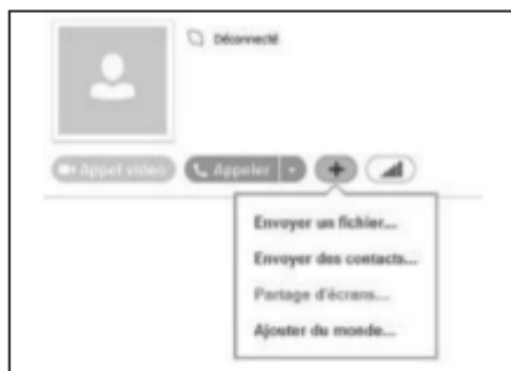 Déconnecté
Appel vidéo Appeler
Envoyer un fichier...
Envoyer des contacts...
Partage d'écrans...
Ajouter du monde...